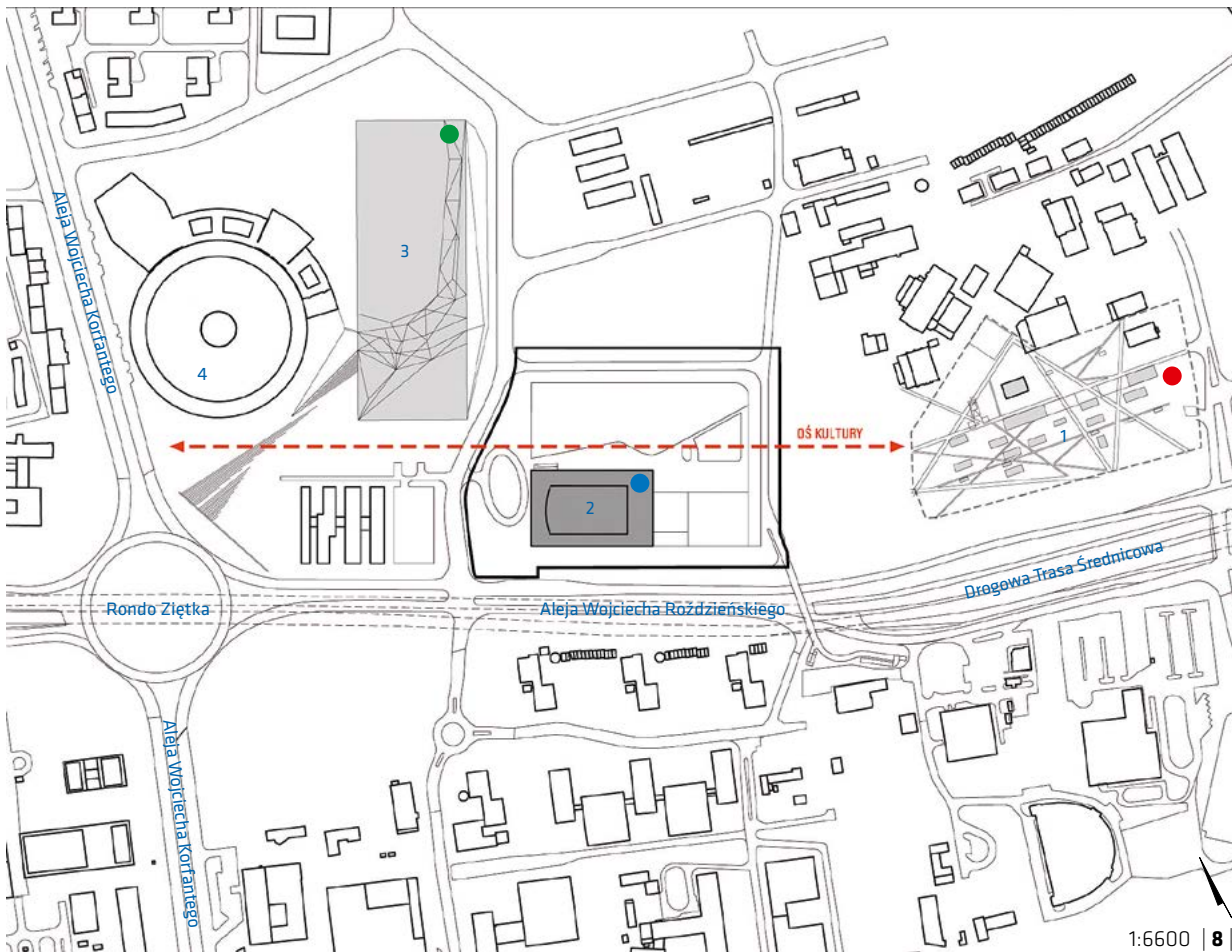 Aleja Wojciecha Korfantego
3
4
OŚ KULTURY
1
2
Drogowa Trasa Średnicowa
Rondo Ziętka
Aleja Wojciecha Roździeńskiego
Aleja Wojciecha Korfantego
1:6600 | 8